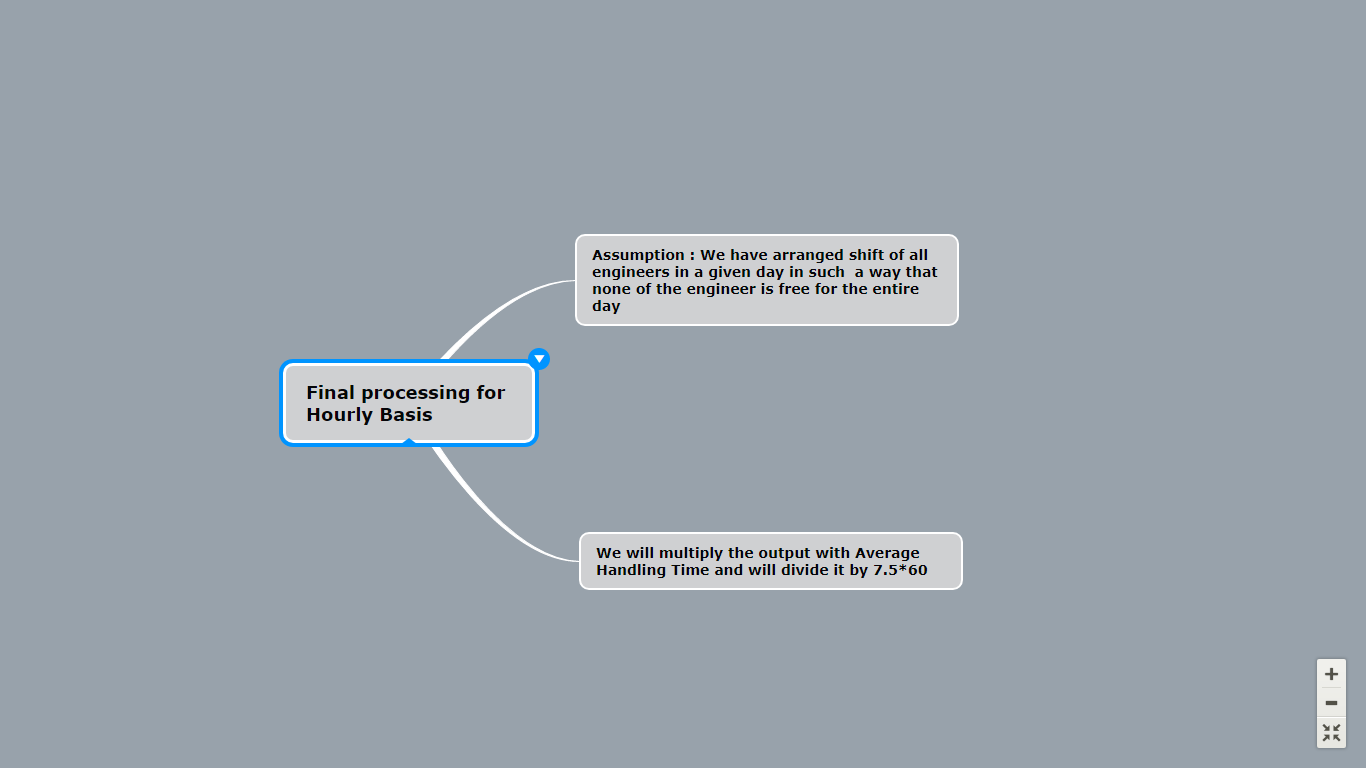 Assumption : We have arranged shift of all
engineers in a given day in such  a way that
none of the engineer is free for the entire
day
Final processing for
Hourly Basis
We will multiply the output with Average
Handling Time and will divide it by 7.5*60